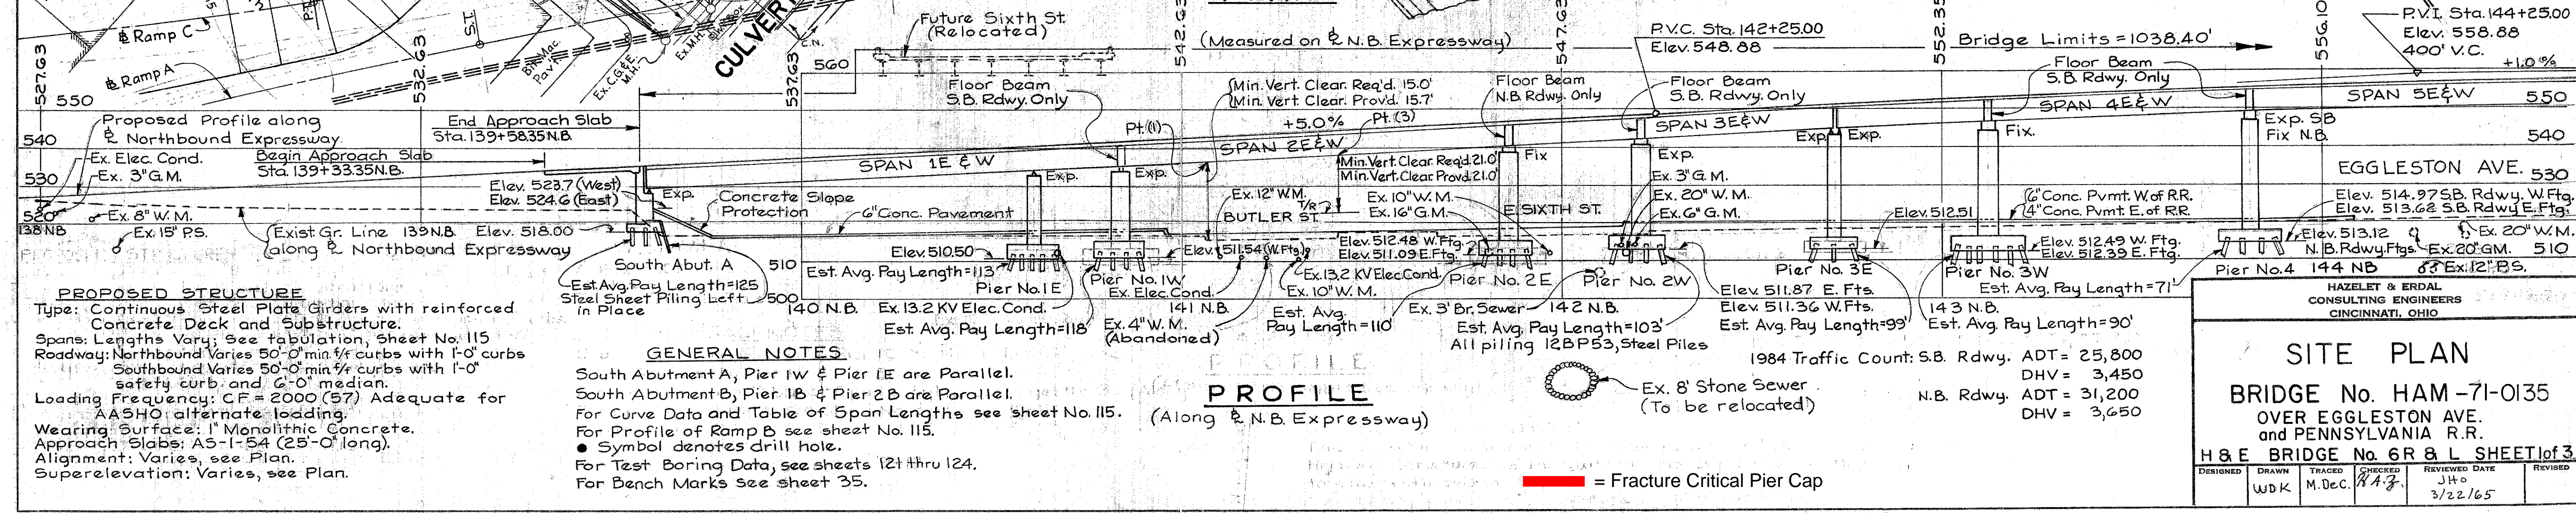 ℄ Ramp C
℄ Ramp A
S.T.
P.T.
Bit. Mac.
Pav't.
Ex. C.G.&E.
M.H.
Ex. M.H.
CULVERT
C.N.
527.63
532.63
537.63
542.63
547.63
552.35
556.10
Future Sixth St.
(Relocated)
(Measured on ℄ N.B. Expressway)
P.V.C. Sta. 142+25.00
Elev. 548.88
Bridge Limits = 1038.40'
P.V.I. Sta. 144+25.00
Elev. 558.88
400' V.C.
+1.0%
560
550
540
530
520
138 NB
Proposed Profile along
℄ Northbound Expressway
Ex. Elec. Cond.
Ex. 3" G.M.
Ex. 8" W.M.
Ex. 15" P.S.
Begin Approach Slab
Sta. 139+33.35 N.B.
End Approach Slab
Sta. 139+58.35 N.B.
Exist Gr. Line 139 N.B.
along ℄ Northbound Expressway
Elev. 523.7 (West)
Elev. 524.6 (East)
Elev. 518.00
Exp.
Concrete Slope
Protection
6" Conc. Pavement
South Abut. A
Est. Avg. Pay Length=125
Steel Sheet Piling Left
in Place
510
500
140 N.B.
Floor Beam
S.B. Rdwy. Only
SPAN 1E & W
Exp.
Exp.
Pt. (1)
Min. Vert. Clear. Req'd. 15.0'
Min. Vert. Clear. Prov'd. 15.7'
+5.0%
Pt. (3)
SPAN 2E&W
Min. Vert. Clear. Req'd. 21.0'
Min. Vert. Clear. Prov'd. 21.0'
Floor Beam
N.B. Rdwy. Only
Floor Beam
S.B. Rdwy. Only
SPAN 3E&W
Fix
Exp.
Exp. Exp.
Floor Beam
S.B. Rdwy. Only
SPAN 4E&W
Fix.
SPAN 5E&W
550
Exp. SB
Fix N.B.
540
EGGLESTON AVE. 530
Ex. 12" W.M.
BUTLER ST.
T/R
Ex. 10" W.M.
Ex. 16" G.M.
E. SIXTH ST.
Ex. 3" G.M.
Ex. 20" W.M.
Ex. 6" G.M.
Elev. 512.51
6" Conc. Pvmt. W. of R.R.
4" Conc. Pvmt. E. of R.R.
Elev. 514.97 S.B. Rdwy. W. Ftg.
Elev. 513.62 S.B. Rdwy E. Ftg.
Elev. 510.50
Est. Avg. Pay Length=113'
Pier No. 1E
Pier No. 1W
Elev. 511.54 (W. Ftg.)
Ex. Elec. Cond.
Elev. 512.48 W. Ftg.
Elev. 511.09 E. Ftg.
Ex. 13.2 KV Elec. Cond.
Ex. 10" W.M.
Pier No. 2E
Pier No. 2W
Pier No. 3E
Pier No. 3W
Elev. 512.49 W. Ftg.
Elev. 512.39 E. Ftg.
Est. Avg. Pay Length=71'
Elev. 513.12
N.B. Rdwy. Ftgs.
Ex. 20" W.M.
Ex. 20" G.M. 510
Pier No. 4 144 NB Ex. 12" P.S.
Ex. 13.2 KV Elec. Cond.
Est. Avg. Pay Length=118'
141 N.B.
Ex. 4" W.M.
(Abandoned)
Est. Avg.
Pay Length=110'
Ex. 3' Br. Sewer 142 N.B.
Est. Avg. Pay Length=103'
All piling 12BP53, Steel Piles
Elev. 511.87 E. Fts.
Elev. 511.36 W. Fts.
Est. Avg. Pay Length=99'
143 N.B.
Est. Avg. Pay Length=90'
PROPOSED STRUCTURE
Type: Continuous Steel Plate Girders with reinforced
Concrete Deck and Substructure.
Spans: Lengths Vary; See tabulation, Sheet No. 115
Roadway: Northbound Varies 50'-0" min. f/f curbs with 1'-0" curbs
Southbound Varies 50'-0" min. f/f curbs with 1'-0"
safety curb and 6'-0" median.
Loading Frequency: CF = 2000 (57) Adequate for
AASHO alternate loading.
Wearing Surface: 1" Monolithic Concrete.
Approach Slabs: AS-1-54 (25'-0" long).
Alignment: Varies, see Plan.
Superelevation: Varies, see Plan.
GENERAL NOTES
South Abutment A, Pier 1W & Pier 1E are Parallel.
South Abutment B, Pier 1B & Pier 2B are Parallel.
For Curve Data and Table of Span Lengths see sheet No. 115.
For Profile of Ramp B see sheet No. 115.
● Symbol denotes drill hole.
For Test Boring Data, see sheets 121 thru 124.
For Bench Marks see sheet 35.
PROFILE
(Along ℄ N.B. Expressway)
Ex. 8' Stone Sewer
(To be relocated)
1984 Traffic Count: S.B. Rdwy. ADT = 25,800
DHV = 3,450
N.B. Rdwy. ADT = 31,200
DHV = 3,650
= Fracture Critical Pier Cap
HAZELET & ERDAL
CONSULTING ENGINEERS
CINCINNATI, OHIO
SITE PLAN
BRIDGE No. HAM-71-0135
OVER EGGLESTON AVE.
and PENNSYLVANIA R.R.
H & E BRIDGE No. 6R & L SHEET 1 of 3
DESIGNED DRAWN TRACED CHECKED REVIEWED DATE REVISED
WDK M.DeC. H.A.Z. JHO
3/22/65